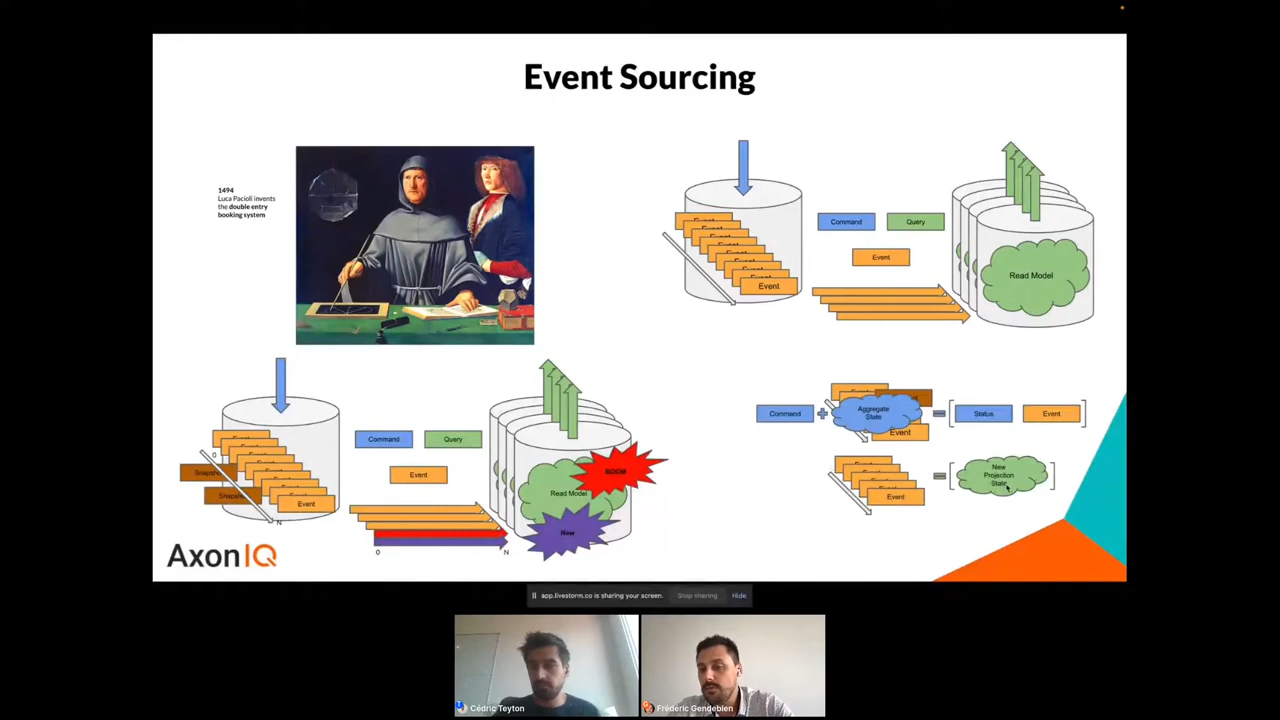 Event Sourcing
1494
Luca Pacioli invents
the double entry
booking system
Event
Command
Query
Event
Read Model
0
Event
N
Command
Query
Event
Read Model
BOOM
New
0
N
Command
Aggregate
State
Event
Status
Event
Event
New
Projection
State
AxonIQ
app.livestorm.co is sharing your screen.
Stop sharing
Hide
Cédric Teyton
Frédéric Gendebien